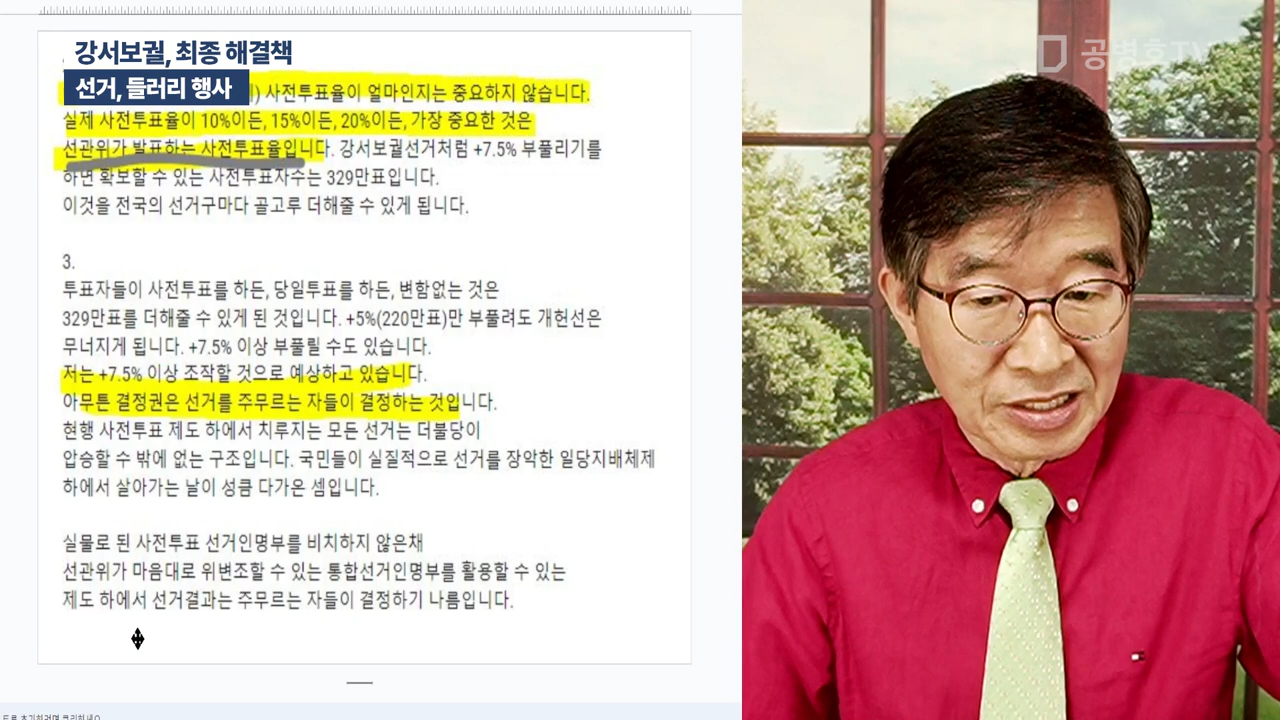 강서보궐, 최종 해결책
선거, 들러리 행사
사전투표율이 얼마인지는 중요하지 않습니다.
실제 사전투표율이 10%이든, 15%이든, 20%이든, 가장 중요한 것은
선관위가 발표하는 사전투표율입니다. 강서보궐선거처럼 +7.5% 부풀리기를
하면 확보할 수 있는 사전투표자수는 329만표입니다.
이것을 전국의 선거구마다 골고루 더해줄 수 있게 됩니다.
3.
투표자들이 사전투표를 하든, 당일투표를 하든, 변함없는 것은
329만표를 더해줄 수 있게 된 것입니다. +5%(220만표)만 부풀려도 개헌선은
무너지게 됩니다. +7.5% 이상 부풀릴 수도 있습니다.
저는 +7.5% 이상 조작할 것으로 예상하고 있습니다.
아무튼 결정권은 선거를 주무르는 자들이 결정하는 것입니다.
현행 사전투표 제도 하에서 치루지는 모든 선거는 더불당이
압승할 수 밖에 없는 구조입니다. 국민들이 실질적으로 선거를 장악한 일당지배체제
하에서 살아가는 날이 성큼 다가온 셈입니다.
실물로 된 사전투표 선거인명부를 비치하지 않은채
선관위가 마음대로 위변조할 수 있는 통합선거인명부를 활용할 수 있는
제도 하에서 선거결과는 주무르는 자들이 결정하기 나름입니다.
공병호TV